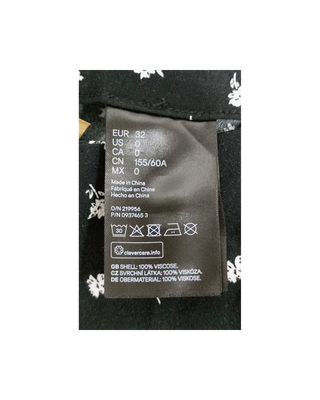 EUR 32
US 0
CA 0
CN 155/60A
MX 0
Made in China
Fabriqué en Chine
Hecho en China
O/N 219956
P/N 0937465 3
30
clevercare.info
GB SHELL: 100% VISCOSE.
CZ SVRCHNÍ LÁTKA: 100% VISKÓZA.
DE OBERMATERIAL: 100% VISKOSE.